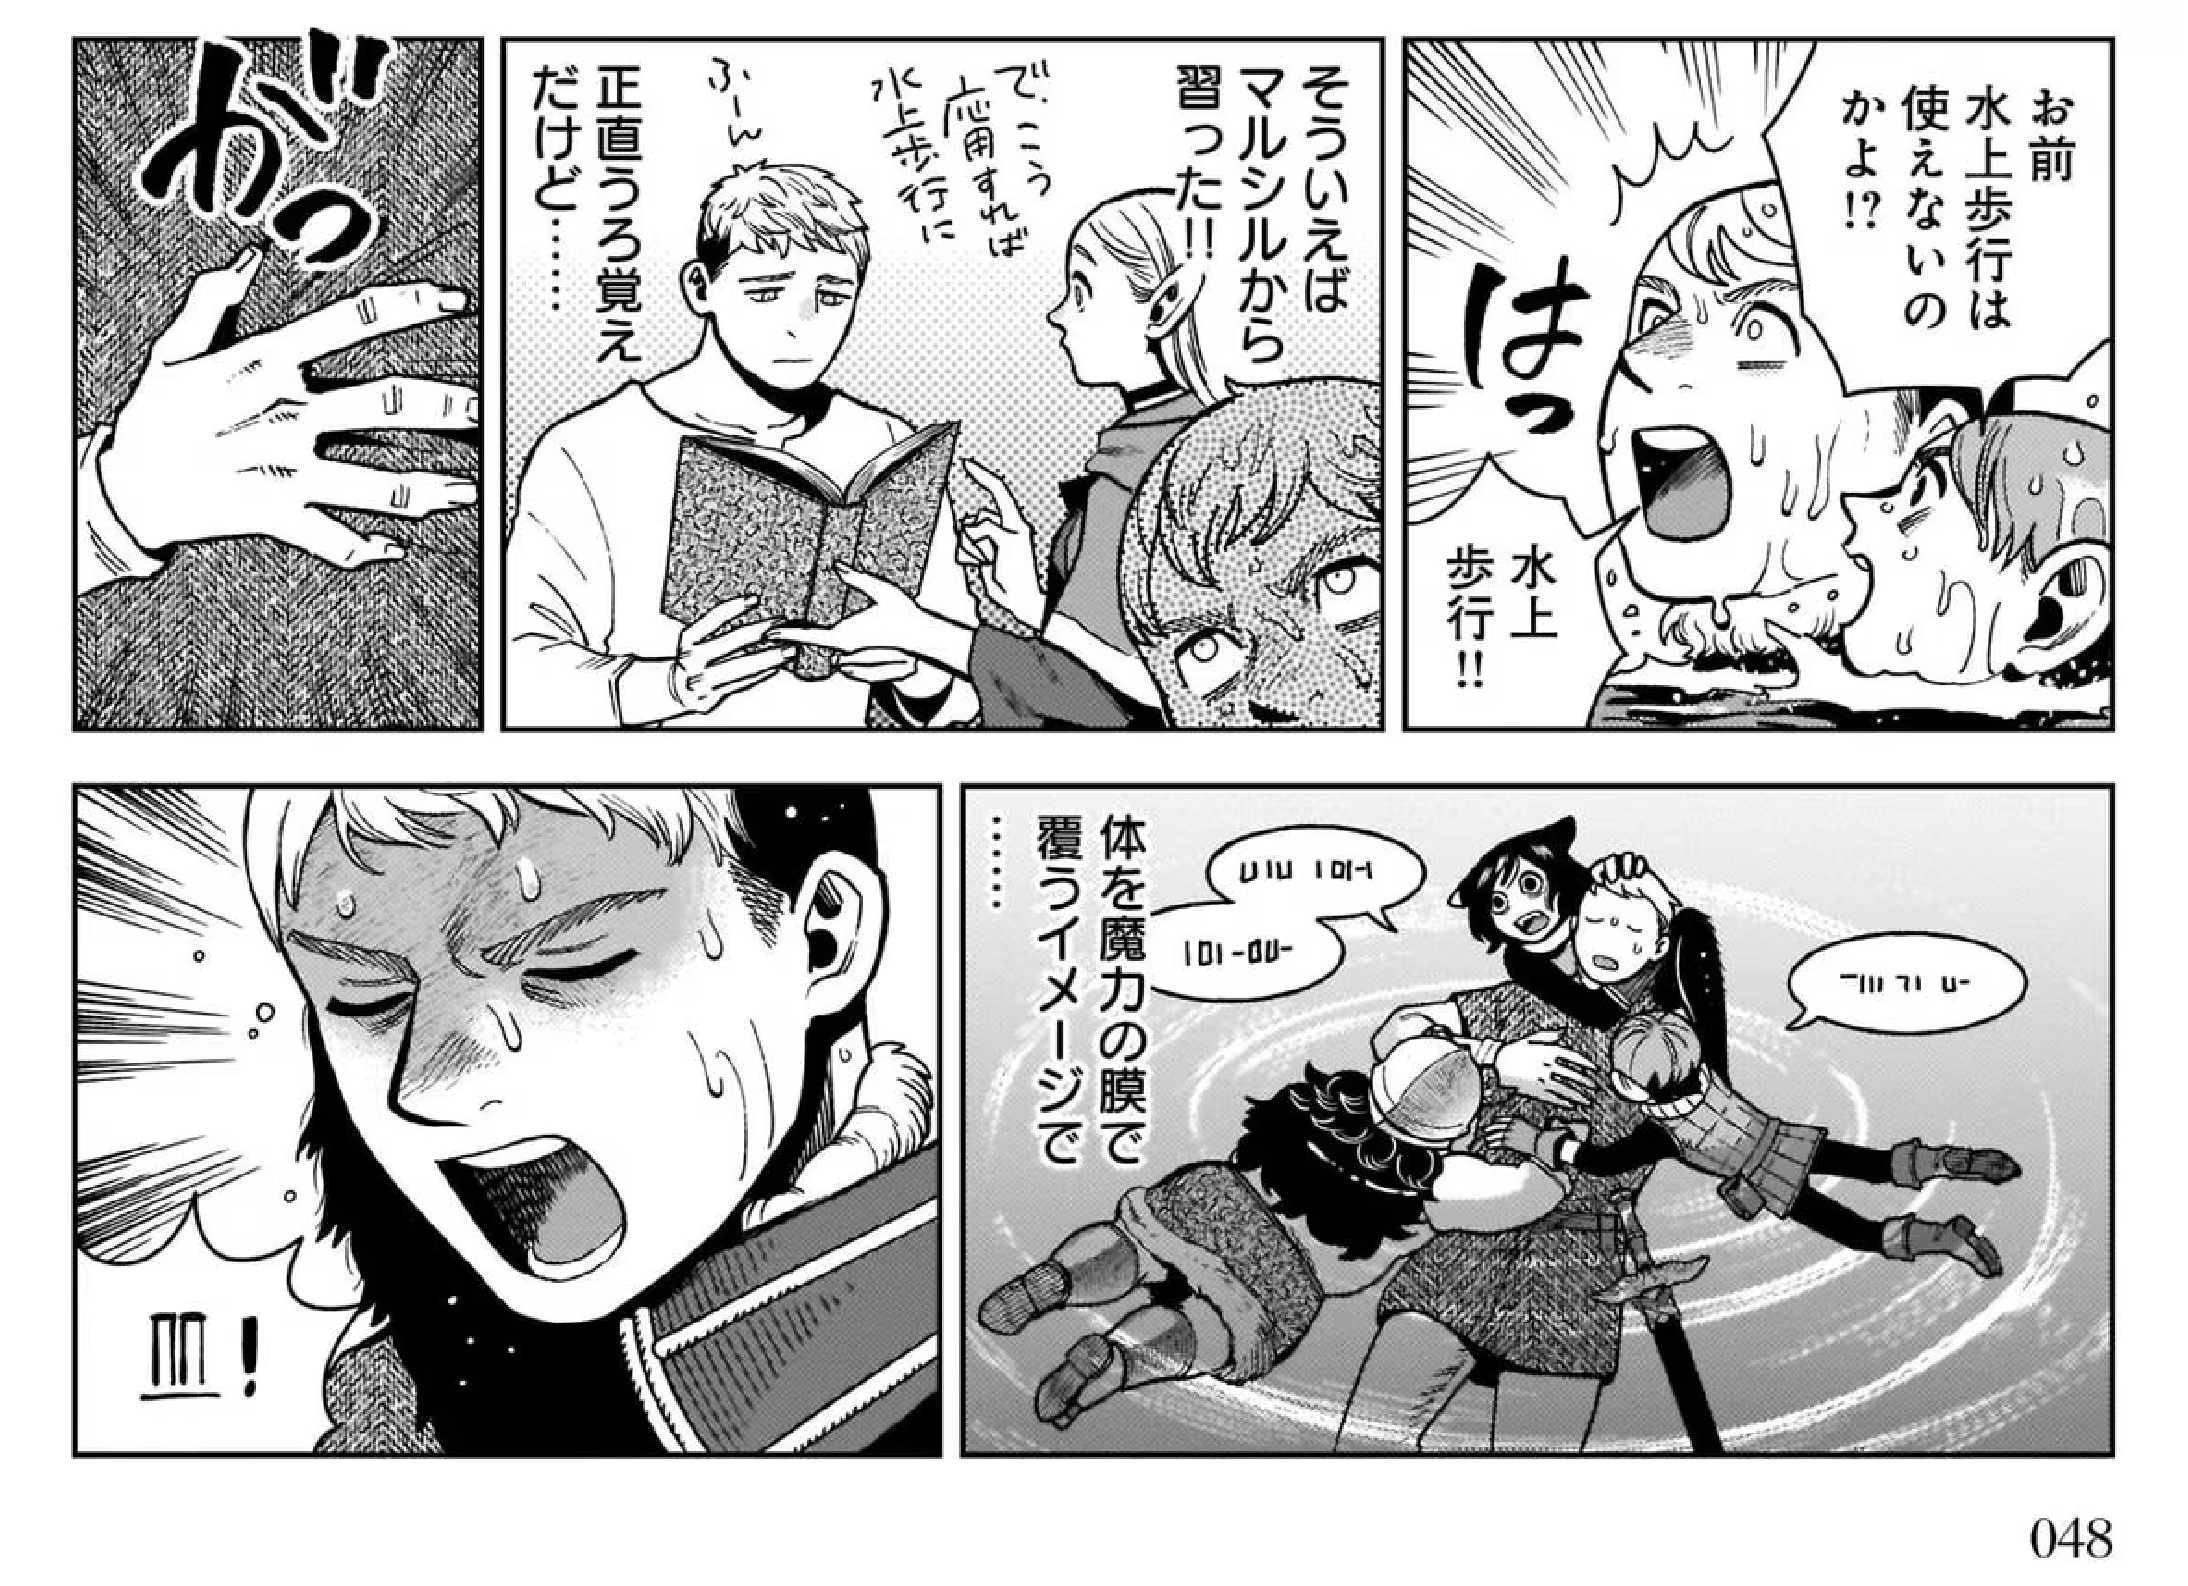 お前
水上歩行は
使えないの
かよ!?
はっ
水上
歩行!!
そういえば
マルシルから
習った!!
で、こう
応用すれば
水上歩行に
ふーん
正直うろ覚え
だけど……
がっ
体を魔力の膜で
覆うイメージで
……
048